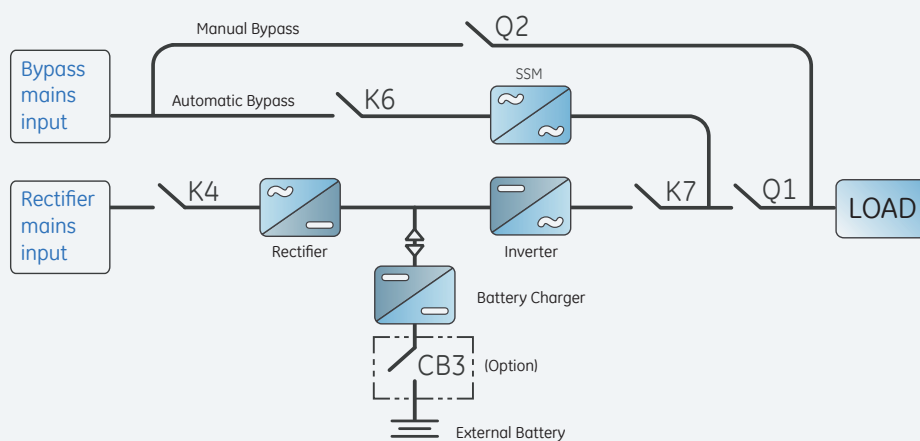 Manual Bypass
Q2
Bypass
mains
input
SSM
Automatic Bypass
K6
Rectifier
mains
input
K4
K7
Q1
LOAD
Rectifier
Inverter
Battery Charger
CB3 (Option)
External Battery